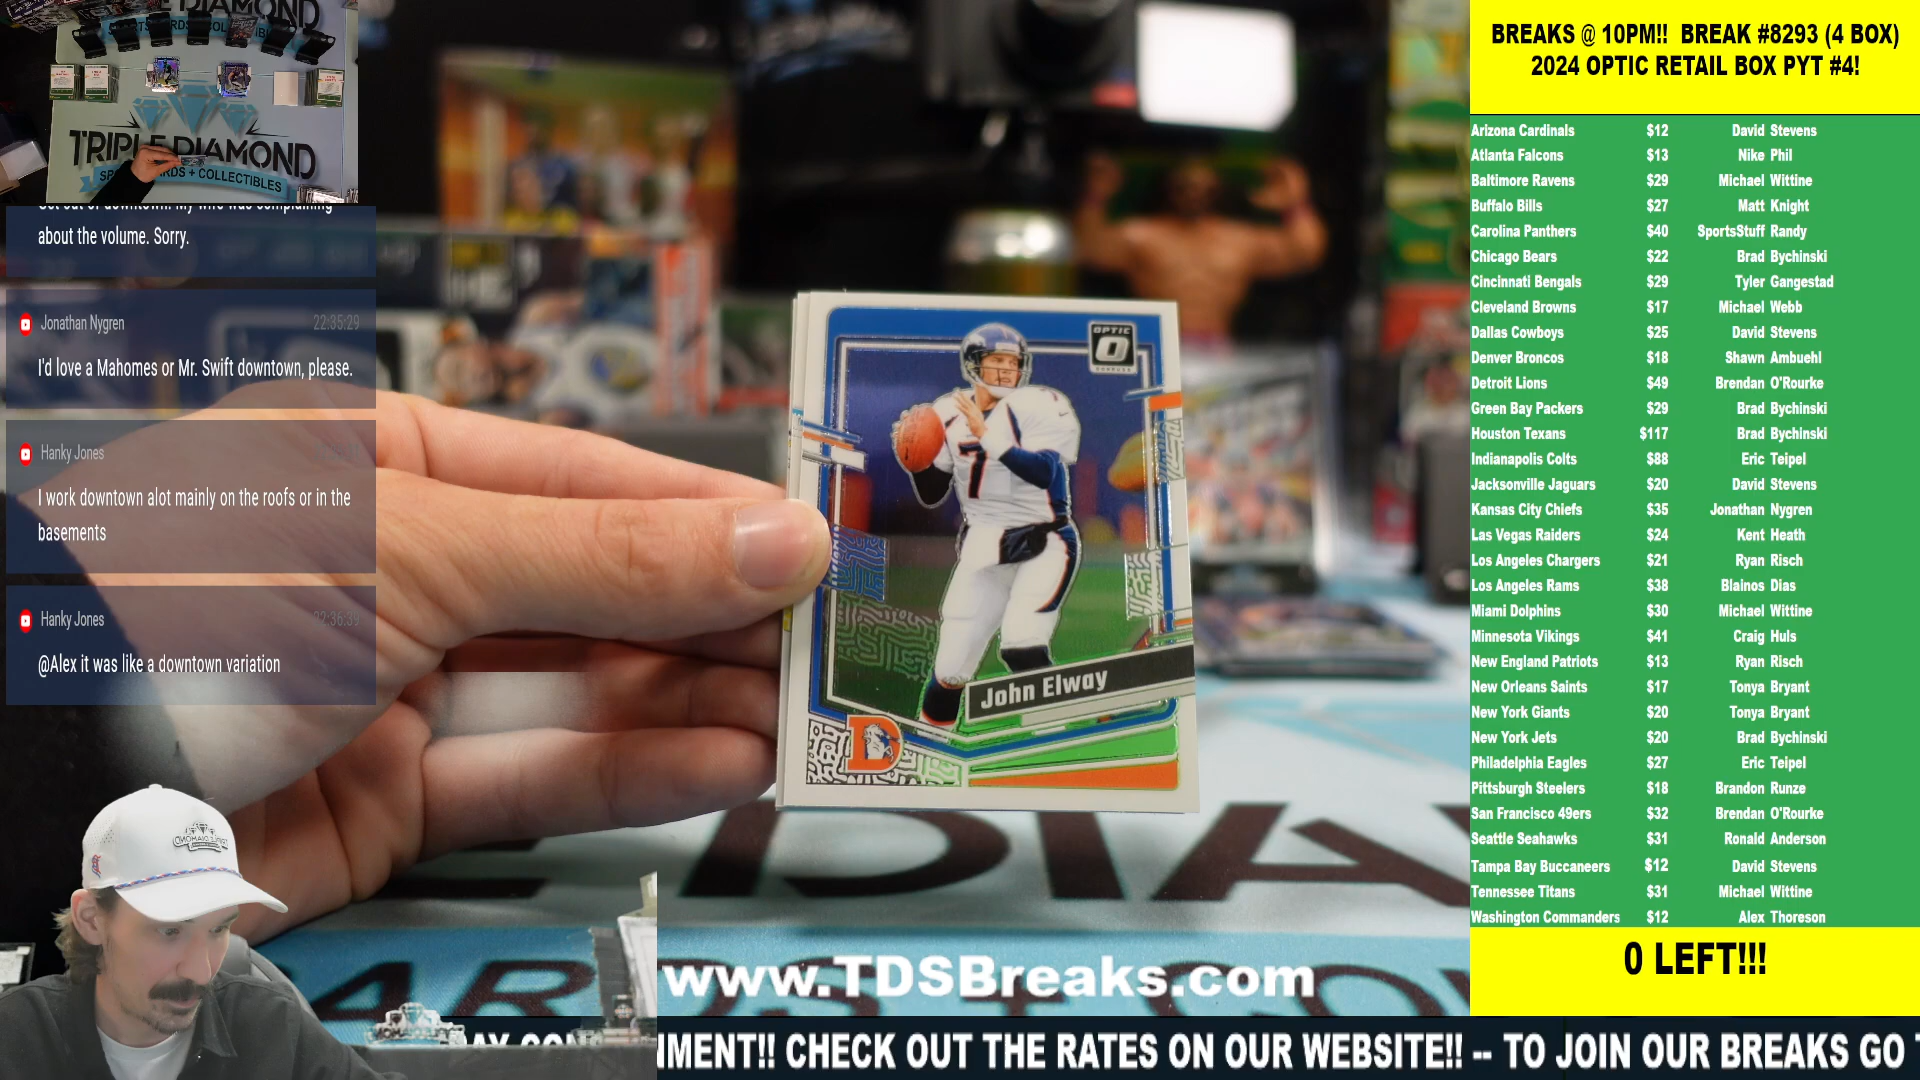 TRIPLE DIAMOND
about the volume. Sorry.
Jonathan Nygren 22:35:29
I'd love a Mahomes or Mr. Swift downtown, please.
Hanky Jones
I work downtown alot mainly on the roofs or in the
basements
Hanky Jones 22:36:39
@Alex it was like a downtown variation
OPTIC
7
John Elway
D
www.TDSBreaks.com
NMENT!! CHECK OUT THE RATES ON OUR WEBSITE!! -- TO JOIN OUR BREAKS GO
BREAKS @ 10PM!! BREAK #8293 (4 BOX)
2024 OPTIC RETAIL BOX PYT #4!
Arizona Cardinals $12 David Stevens
Atlanta Falcons $13 Nike Phil
Baltimore Ravens $29 Michael Wittine
Buffalo Bills $27 Matt Knight
Carolina Panthers $40 SportsStuff Randy
Chicago Bears $22 Brad Bychinski
Cincinnati Bengals $29 Tyler Gangestad
Cleveland Browns $17 Michael Webb
Dallas Cowboys $25 David Stevens
Denver Broncos $18 Shawn Ambuehl
Detroit Lions $49 Brendan O'Rourke
Green Bay Packers $29 Brad Bychinski
Houston Texans $117 Brad Bychinski
Indianapolis Colts $88 Eric Teipel
Jacksonville Jaguars $20 David Stevens
Kansas City Chiefs $35 Jonathan Nygren
Las Vegas Raiders $24 Kent Heath
Los Angeles Chargers $21 Ryan Risch
Los Angeles Rams $38 Blainos Dias
Miami Dolphins $30 Michael Wittine
Minnesota Vikings $41 Craig Huls
New England Patriots $13 Ryan Risch
New Orleans Saints $17 Tonya Bryant
New York Giants $20 Tonya Bryant
New York Jets $20 Brad Bychinski
Philadelphia Eagles $27 Eric Teipel
Pittsburgh Steelers $18 Brandon Runze
San Francisco 49ers $32 Brendan O'Rourke
Seattle Seahawks $31 Ronald Anderson
Tampa Bay Buccaneers $12 David Stevens
Tennessee Titans $31 Michael Wittine
Washington Commanders $12 Alex Thoreson
0 LEFT!!!